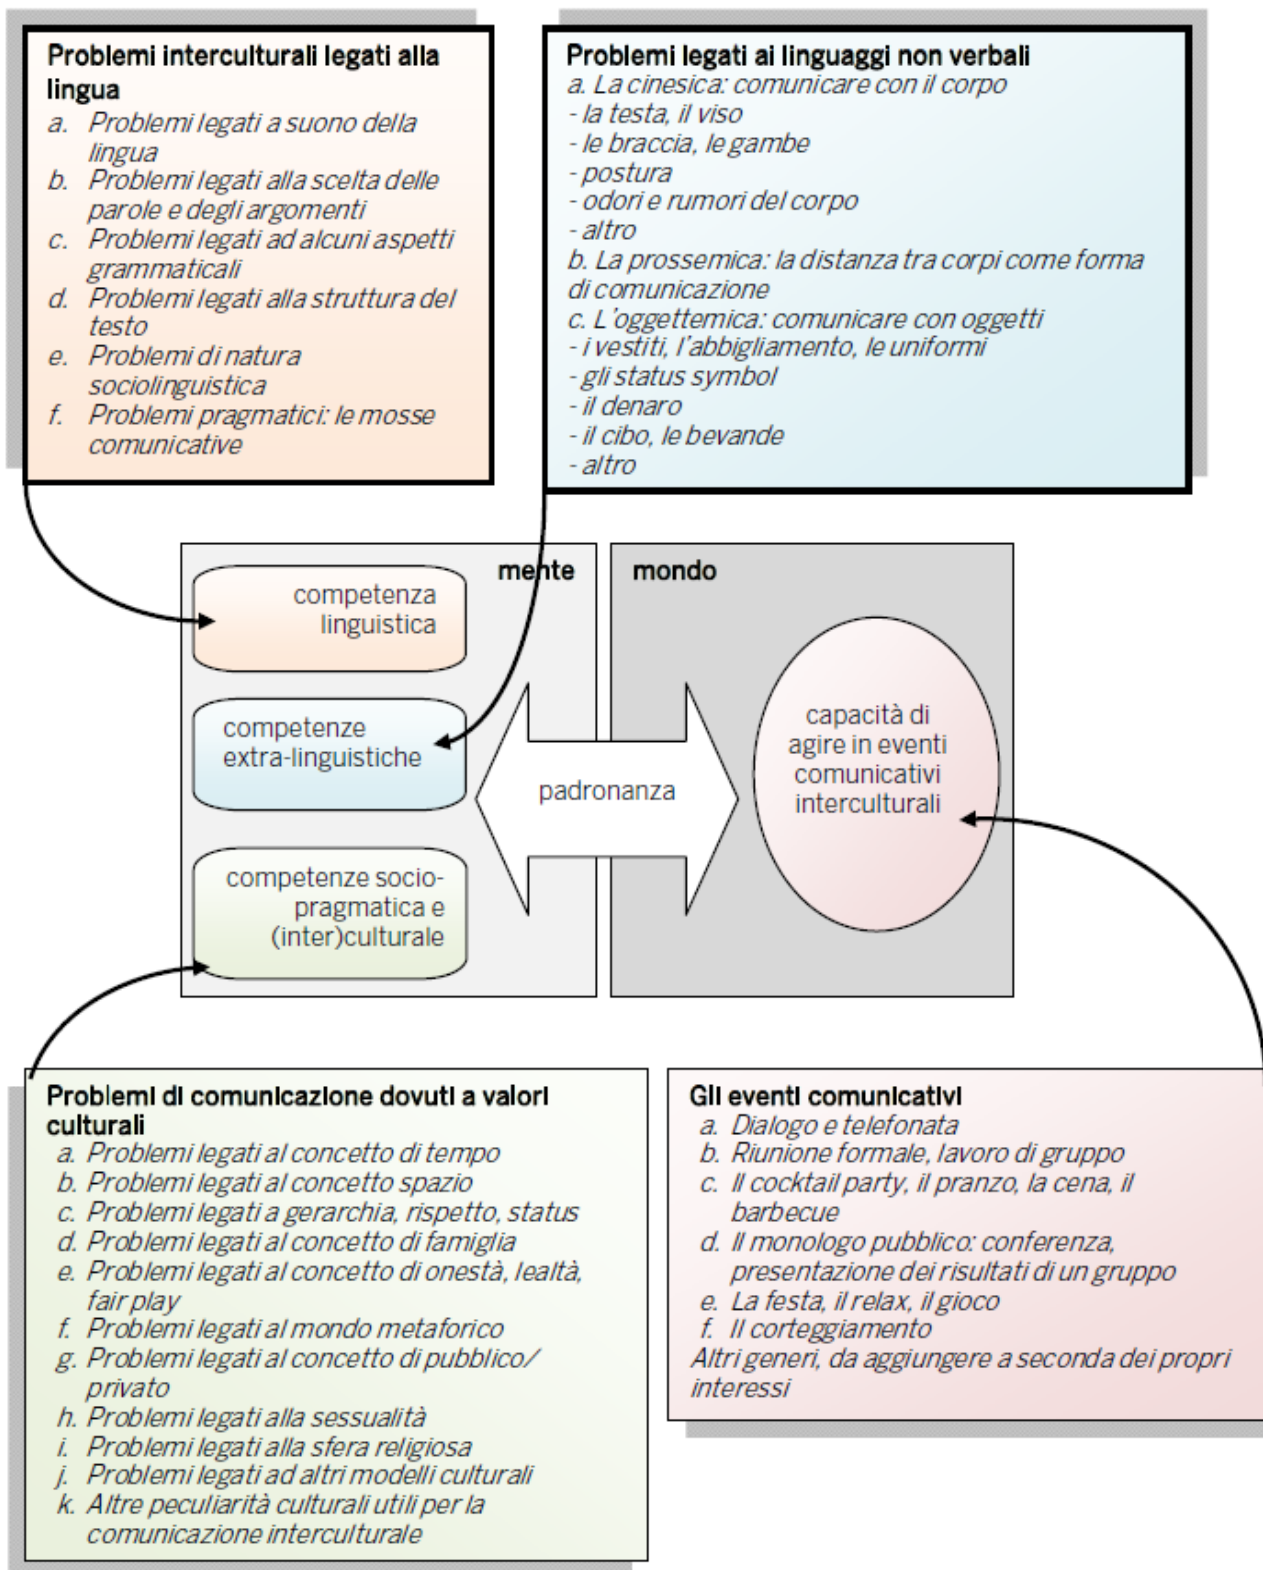 Problemi interculturali legati alla
lingua
a. Problemi legati a suono della
lingua
b. Problemi legati alla scelta delle
parole e degli argomenti
c. Problemi legati ad alcuni aspetti
grammaticali
d. Problemi legati alla struttura del
testo
e. Problemi di natura
sociolinguistica
f. Problemi pragmatici: le mosse
comunicative
Problemi legati ai linguaggi non verbali
a. La cinesica: comunicare con il corpo
- la testa, il viso
- le braccia, le gambe
- postura
- odori e rumori del corpo
- altro
b. La prossemica: la distanza tra corpi come forma
di comunicazione
c. L'oggettemica: comunicare con oggetti
- i vestiti, l'abbigliamento, le uniformi
- gli status symbol
- il denaro
- il cibo, le bevande
- altro
mente
mondo
competenza
linguistica
competenze
extra-linguistiche
competenze socio-
pragmatica e
(inter)culturale
padronanza
capacità di
agire in eventi
comunicativi
interculturali
Problemi di comunicazione dovuti a valori
culturali
a. Problemi legati al concetto di tempo
b. Problemi legati al concetto spazio
c. Problemi legati a gerarchia, rispetto, status
d. Problemi legati al concetto di famiglia
e. Problemi legati al concetto di onestà, lealtà,
fair play
f. Problemi legati al mondo metaforico
g. Problemi legati al concetto di pubblico/
privato
h. Problemi legati alla sessualità
i. Problemi legati alla sfera religiosa
j. Problemi legati ad altri modelli culturali
k. Altre peculiarità culturali utili per la
comunicazione interculturale
Gli eventi comunicativi
a. Dialogo e telefonata
b. Riunione formale, lavoro di gruppo
c. Il cocktail party, il pranzo, la cena, il
barbecue
d. Il monologo pubblico: conferenza,
presentazione dei risultati di un gruppo
e. La festa, il relax, il gioco
f. Il corteggiamento
Altri generi, da aggiungere a seconda dei propri
interessi